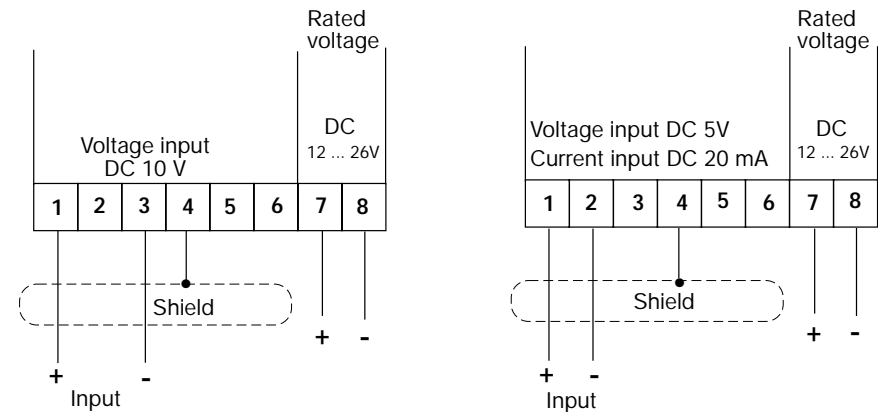 Rated
voltage
Voltage input
DC 10 V
DC
12 ... 26V
1 2 3 4 5 6 7 8
Shield
+ -
+ -
Input
Rated
voltage
Voltage input DC 5V
Current input DC 20 mA
DC
12 ... 26V
1 2 3 4 5 6 7 8
Shield
+ -
+ -
Input